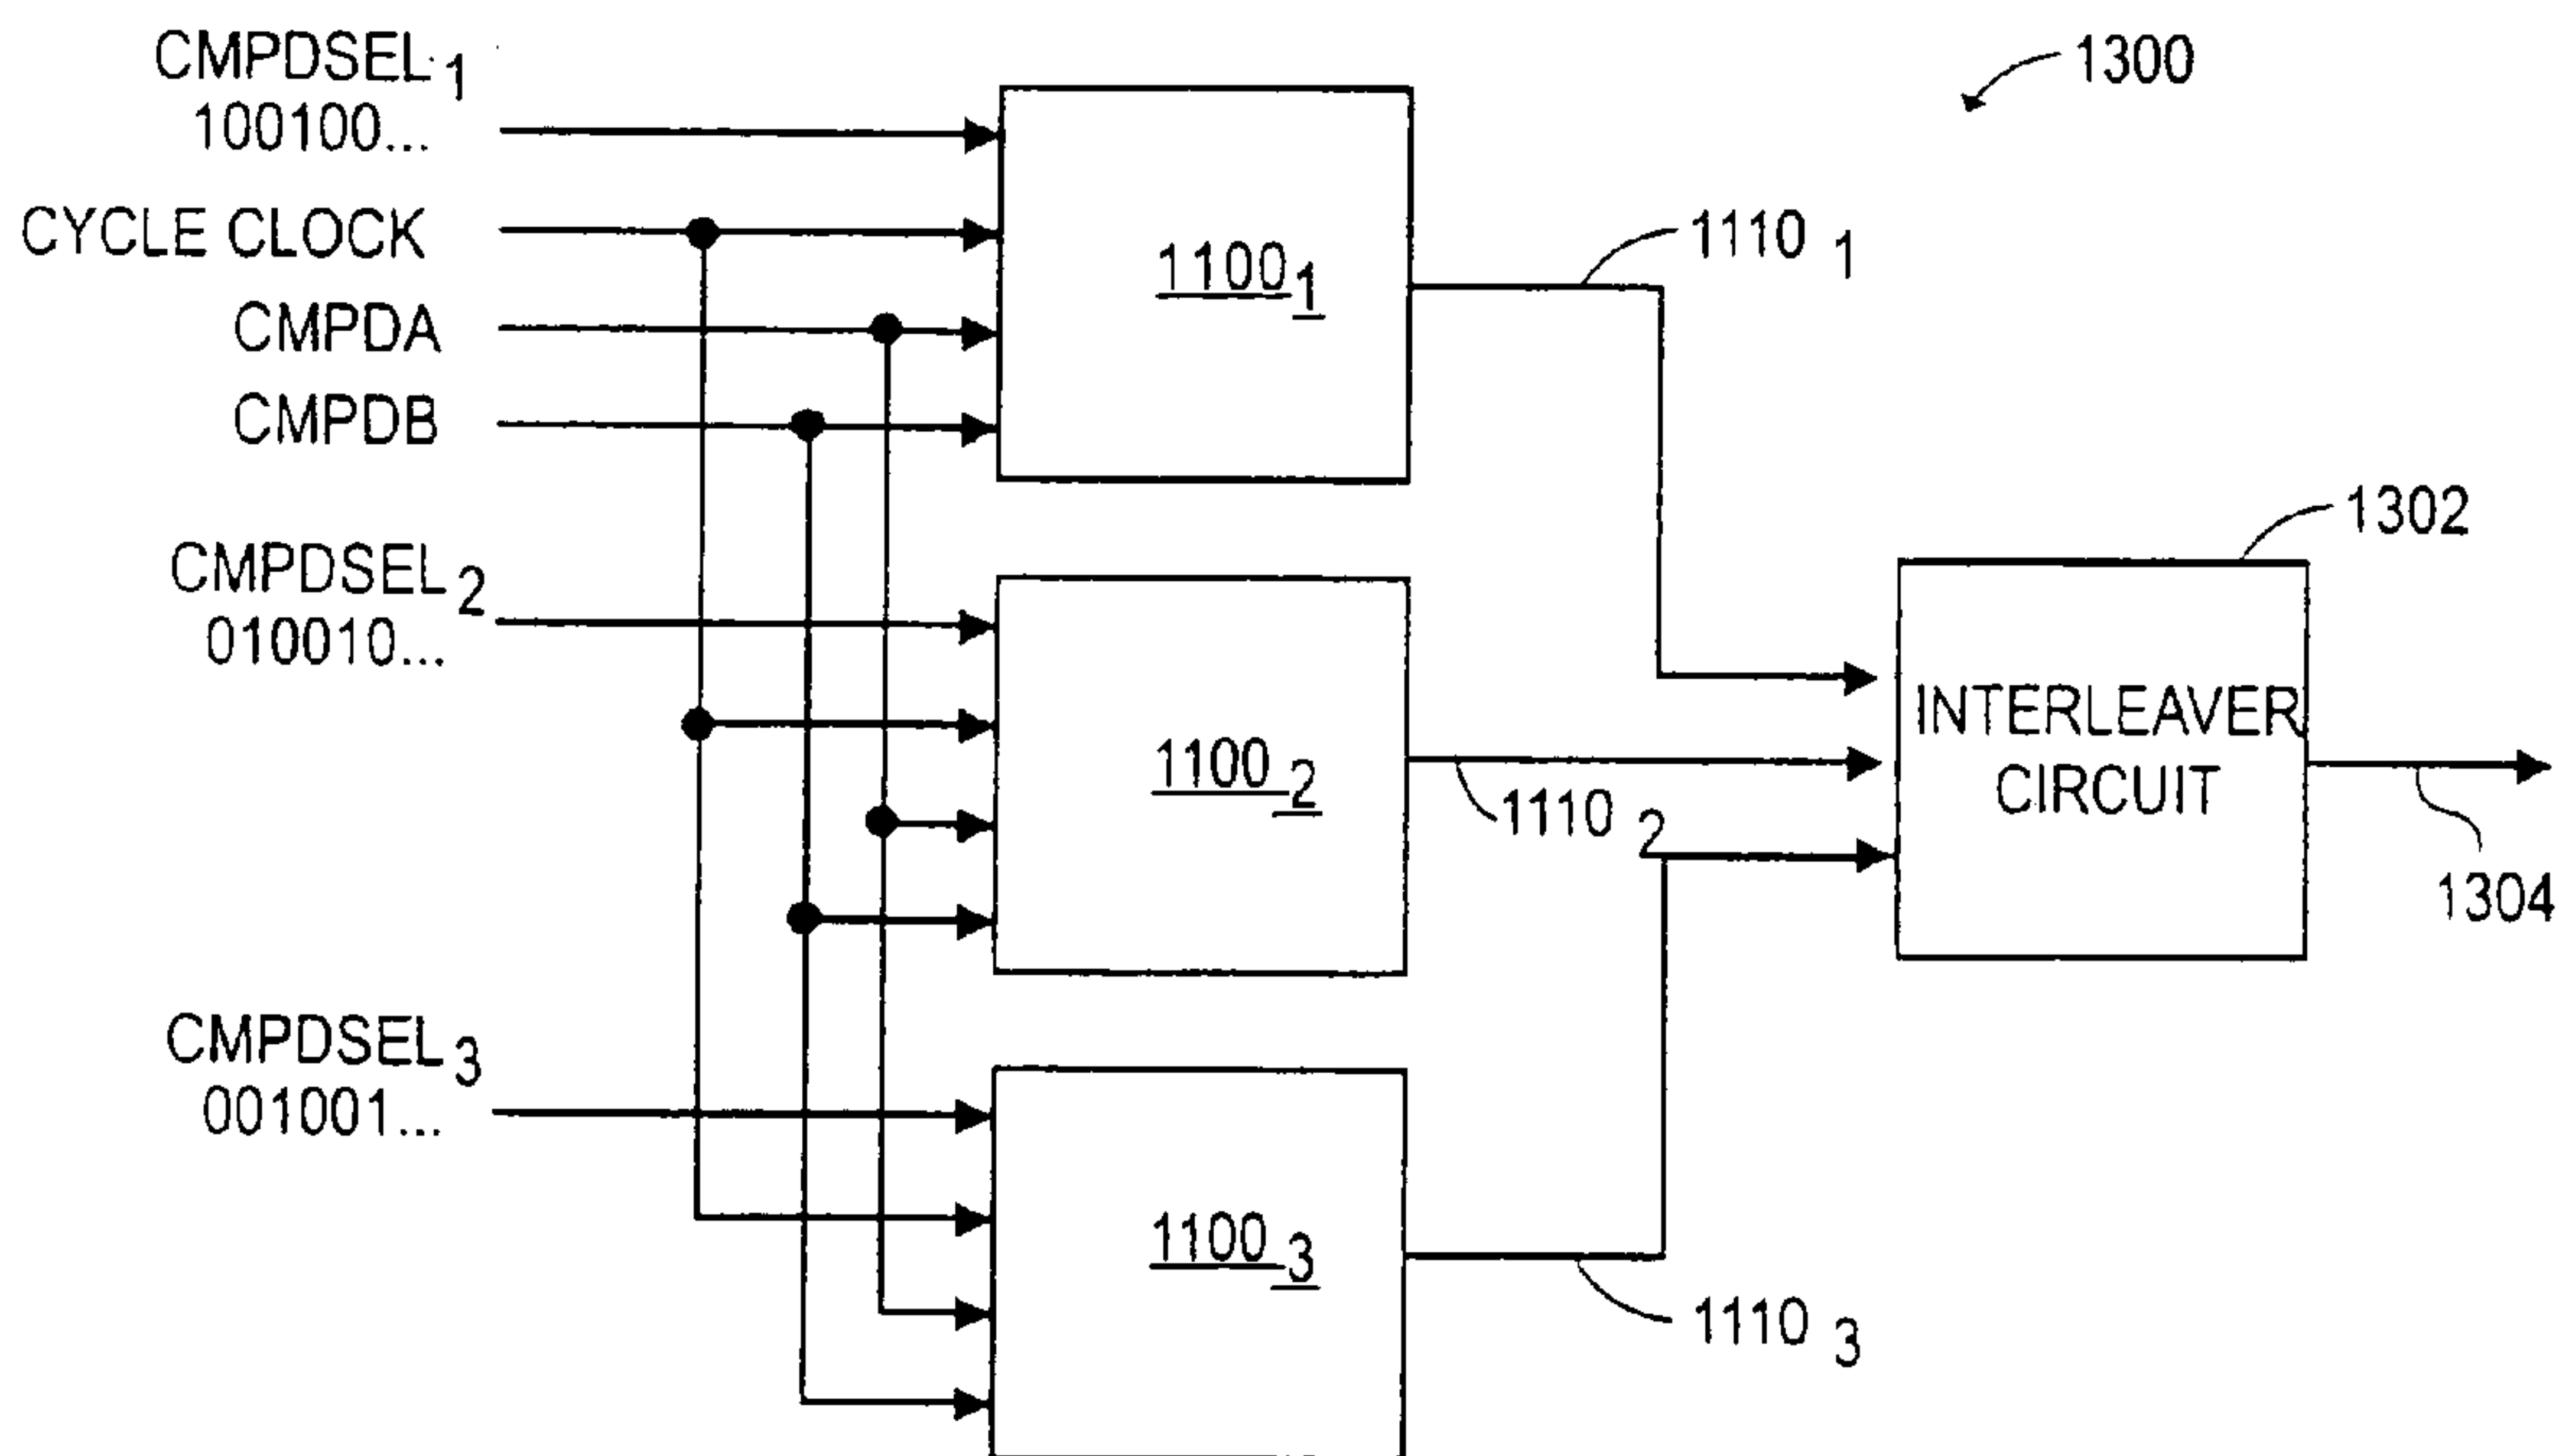 CMPDSEL 1
100100...
1300
CYCLE CLOCK
CMPDA
CMPDB
1100 1
1110 1
CMPDSEL 2
010010...
1100 2
1110 2
1302
INTERLEAVER
CIRCUIT
1304
CMPDSEL 3
001001...
1100 3
1110 3